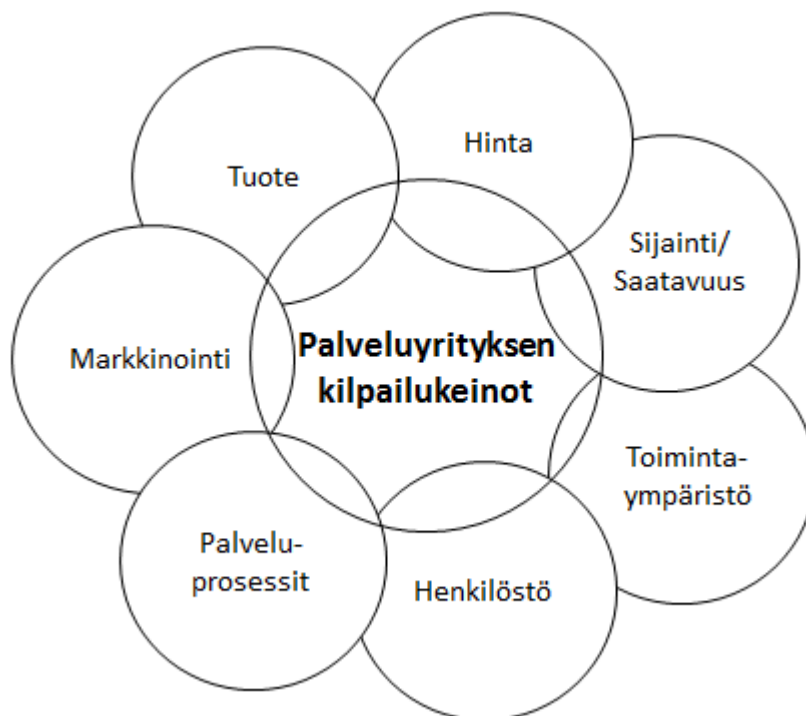 Hinta
Tuote
Sijainti/
Saatavuus
Markkinointi
Palveluyrityksen
kilpailukeinot
Toiminta-
ympäristö
Palvelu-
prosessit
Henkilöstö